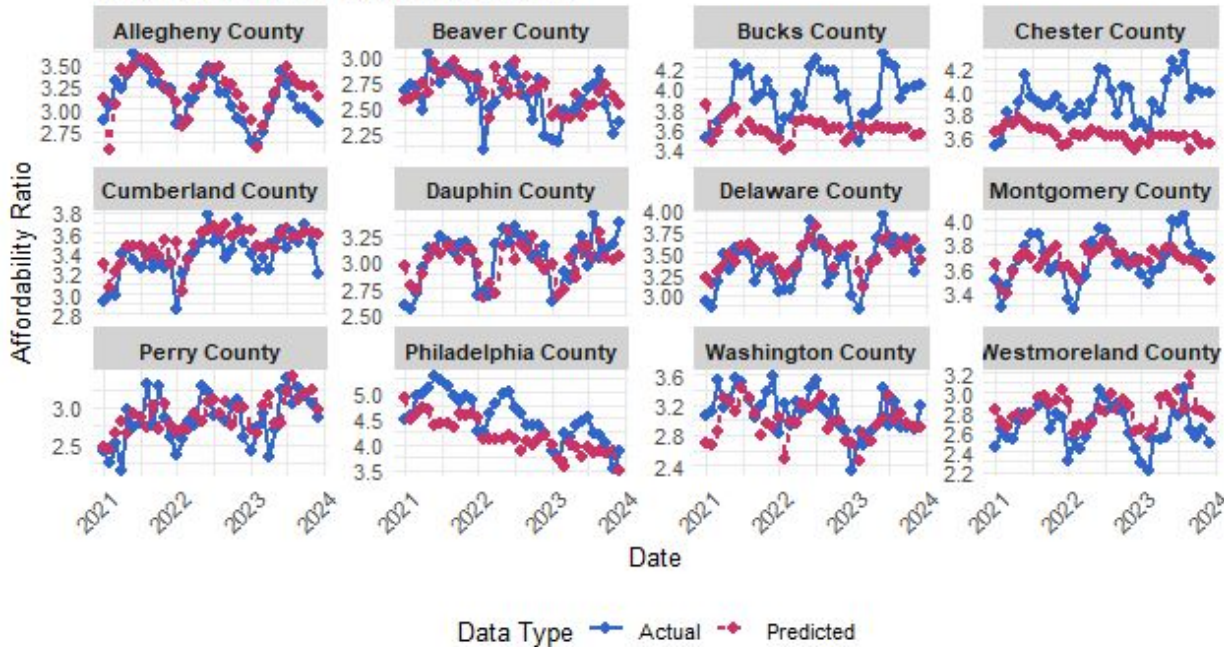 Allegheny County Beaver County Bucks County Chester County
3.50 3.00 4.2 4.2
3.25 2.75 4.0 4.0
3.00 2.50 3.8 3.8
2.75 2.25 3.6 3.6
3.4
Cumberland County Dauphin County Delaware County Montgomery County
3.8 3.25 4.00 4.0
3.6 3.00 3.75 3.8
3.4 2.75 3.50 3.6
3.2 2.50 3.25 3.4
3.0 3.00
2.8
Affordability Ratio
Perry County Philadelphia County Washington County Westmoreland County
3.0 5.0 3.6 3.2
2.5 4.5 3.2 3.0
4.0 2.8 2.8
3.5 2.4 2.6
2.4
2.2
2021 2022 2023 2024 2021 2022 2023 2024 2021 2022 2023 2024 2021 2022 2023 2024
Date
Data Type Actual Predicted